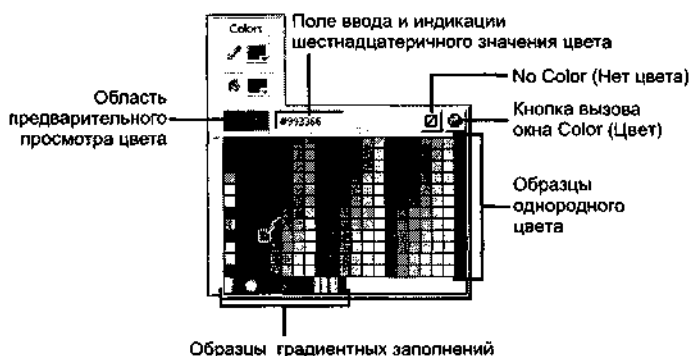 Colors
Поле ввода и индикации
шестнадцатеричного значения цвета
No Color (Нет цвета)
Область
предварительного
просмотра цвета
#993366
Кнопка вызова
окна Color (Цвет)
Образцы
однородного
цвета
Образцы градиентных заполнений